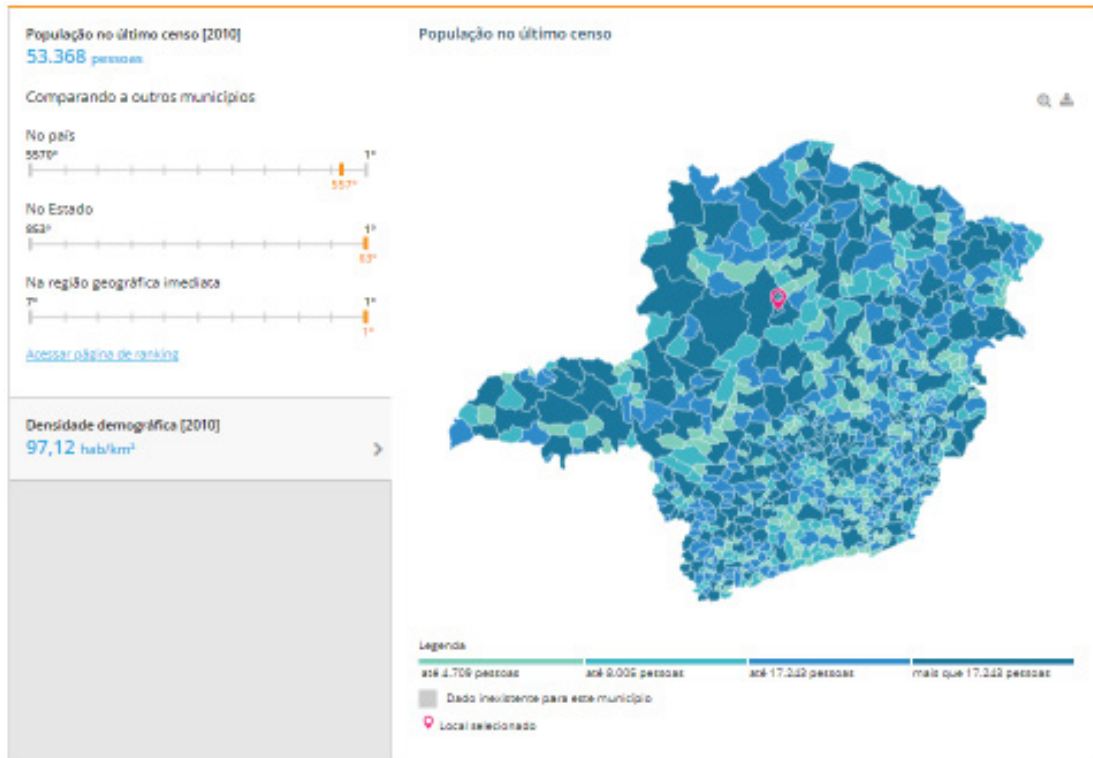 População no último censo [2010]
53.368 pessoas
Comparando a outros municípios
No país
5570º 1º
557º
No Estado
853º 1º
63º
Na região geográfica imediata
7º 1º
1º
Acessar página de ranking
Densidade demográfica [2010]
97,12 hab/km²
População no último censo
Legenda
até 4.709 pessoas até 8.005 pessoas até 17.243 pessoas mais que 17.243 pessoas
Dado inexistente para este município
Local selecionado